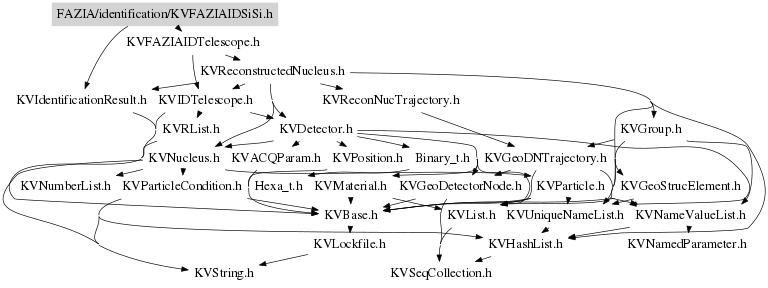 FAZIA/identification/KVFAZIAIDSiSi.h
KVFAZIAIDTelescope.h
KVReconstructedNucleus.h
KVIdentificationResult.h KVIDTelescope.h KVReconNucTrajectory.h
KVRList.h KVDetector.h KVGroup.h
KVNucleus.h KVACQParam.h KVPosition.h Binary_t.h KVGeoDNTrajectory.h
KVNumberList.h KVParticleCondition.h Hexa_t.h KVMaterial.h KVGeoDetectorNode.h KVParticle.h KVGeoStrucElement.h
KVBase.h KVList.h KVUniqueNameList.h KVNameValueList.h
KVLockfile.h KVHashList.h KVNamedParameter.h
KVString.h KVSeqCollection.h